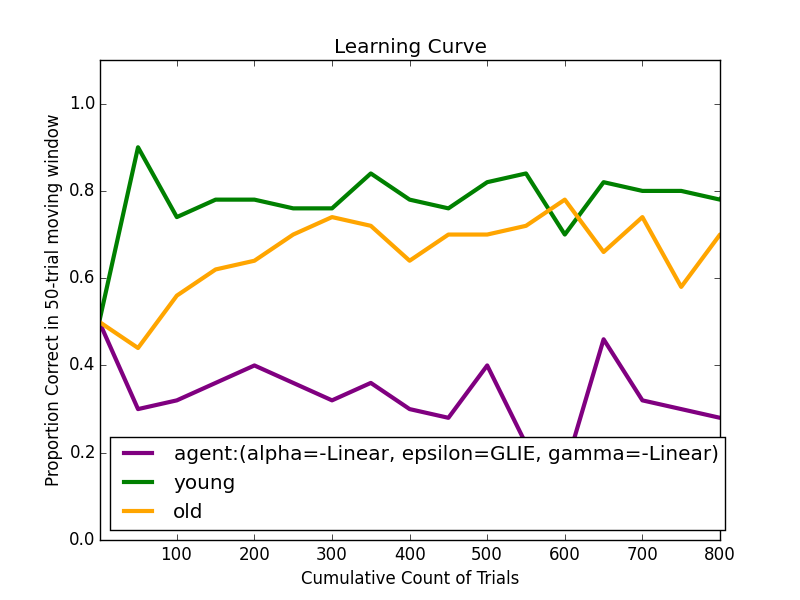 Learning Curve
Proportion Correct in 50-trial moving window
1.0
0.8
0.6
0.4
0.2
0.0
agent:(alpha=-Linear, epsilon=GLIE, gamma=-Linear)
young
old
100 200 300 400 500 600 700 800
Cumulative Count of Trials